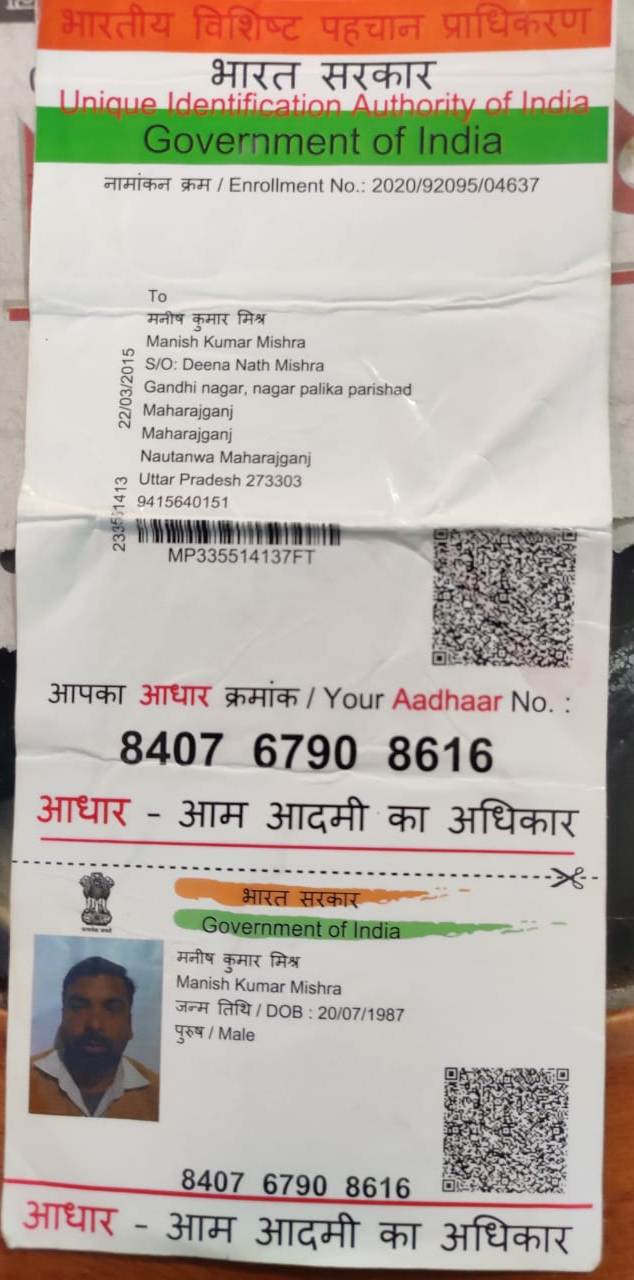 भारतीय विशिष्ट पहचान प्राधिकरण
भारत सरकार
Unique Identification Authority of India
Government of India
नामांकन क्रम / Enrollment No.: 2020/92095/04637
To
मनीष कुमार मिश्र
Manish Kumar Mishra
S/O: Deena Nath Mishra
Gandhi nagar, nagar palika parishad
Maharajganj
Maharajganj
Nautanwa Maharajganj
Uttar Pradesh 273303
9415640151
22/03/2015
MP335514137FT
आपका आधार क्रमांक / Your Aadhaar No. :
8407 6790 8616
आधार - आम आदमी का अधिकार
भारत सरकार
Government of India
मनीष कुमार मिश्र
Manish Kumar Mishra
जन्म तिथि / DOB : 20/07/1987
पुरुष / Male
8407 6790 8616
आधार - आम आदमी का अधिकार